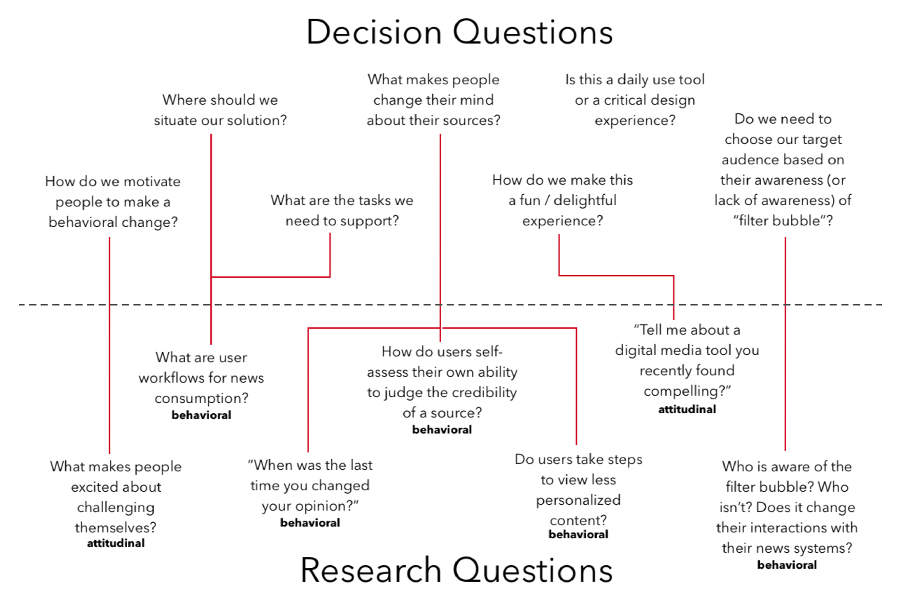 Decision Questions
What makes people
change their mind
about their sources?
Is this a daily use tool
or a critical design
experience?
Where should we
situate our solution?
Do we need to
choose our target
audence based on
their awareness (or
lack of awareness) of
“filter bubble”?
How do we motivate
people to make a
behavioral change?
What are the tasks we
need to support?
How do we make this
a fun / delightful
experience?
“Tell me about a
digital media tool you
recently found
compelling?”
attitudinal
What are user
workflows for news
consumption?
behavioral
How do users self-
assess their own ability
to judge the credibility
of a source?
behavioral
What makes people
excited about
challenging
themselves?
attitudinal
“When was the last
time you changed
your opinion?”
behavioral
Do users take steps
to view less
personalized
content?
behavioral
Who is aware of the
filter bubble? Who
isn’t? Does it change
their interactions with
their news systems?
behavioral
Research Questions